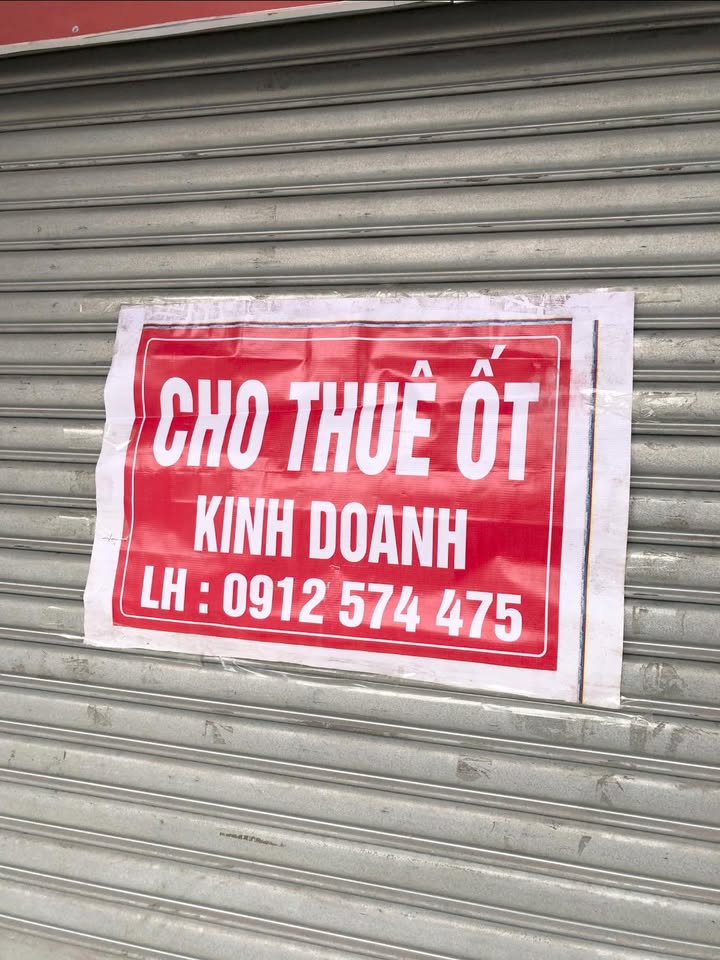 CHO THUÊ ỐT
KINH DOANH
LH : 0912 574 475